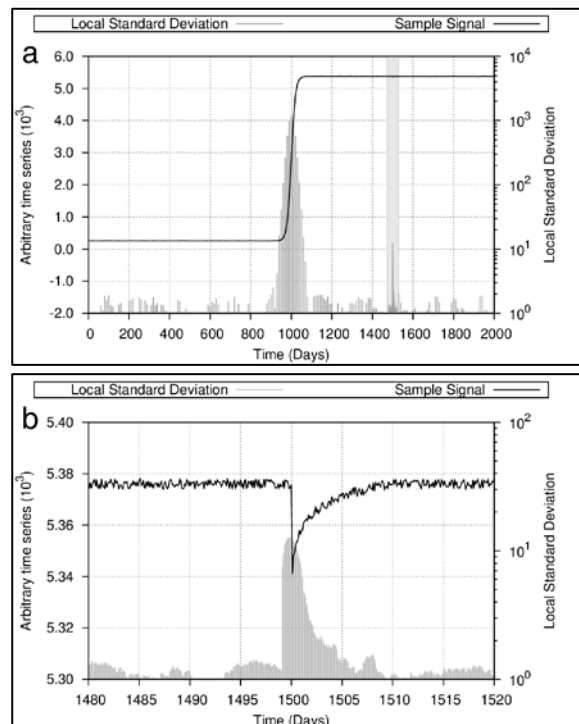 Local Standard Deviation Sample Signal
a
Arbitrary time series (10³)
6.0
5.0
4.0
3.0
2.0
1.0
0.0
-1.0
-2.0
10⁴
10³
10²
10¹
10⁰
Local Standard Deviation
0 200 400 600 800 1000 1200 1400 1600 1800 2000
Time (Days)
Local Standard Deviation Sample Signal
b
Arbitrary time series (10³)
5.40
5.38
5.36
5.34
5.32
5.30
10²
10¹
10⁰
Local Standard Deviation
1480 1485 1490 1495 1500 1505 1510 1515 1520
Time (Days)